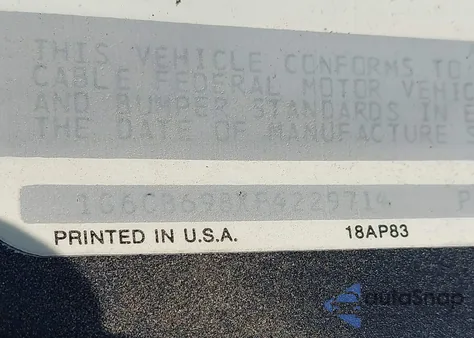 THIS VEHICLE CONFORMS TO
CABLE FEDERAL MOTOR VEHIC
AND BUMPER STANDARDS IN E
THE DATE OF MANUFACTURE
P
PRINTED IN U.S.A. 18AP83
autoSnap